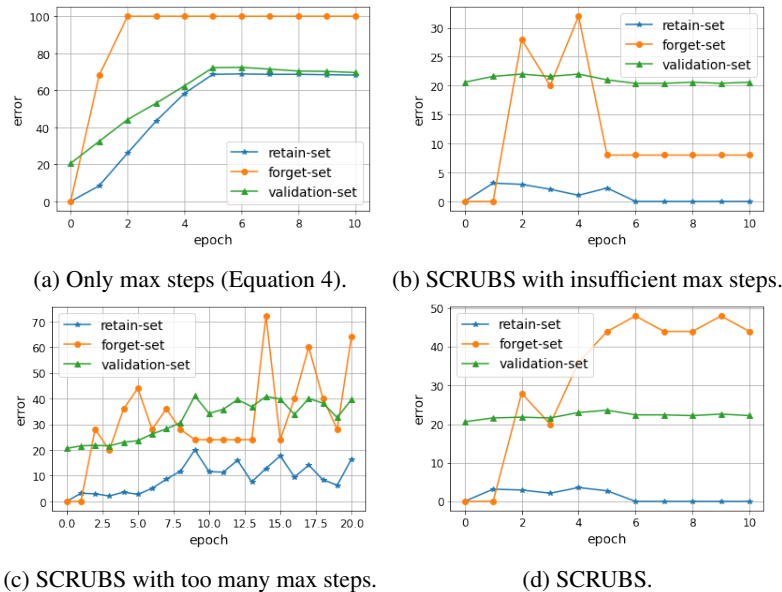 100
80
60
40
20
0
error
retain-set
forget-set
validation-set
0 2 4 6 8 10
epoch
(a) Only max steps (Equation 4).
30
25
20
15
10
5
0
error
retain-set
forget-set
validation-set
0 2 4 6 8 10
epoch
(b) SCRUBS with insufficient max steps.
70
60
50
40
30
20
10
0
error
retain-set
forget-set
validation-set
0.0 2.5 5.0 7.5 10.0 12.5 15.0 17.5 20.0
epoch
(c) SCRUBS with too many max steps.
50
40
30
20
10
0
error
retain-set
forget-set
validation-set
0 2 4 6 8 10
epoch
(d) SCRUBS.